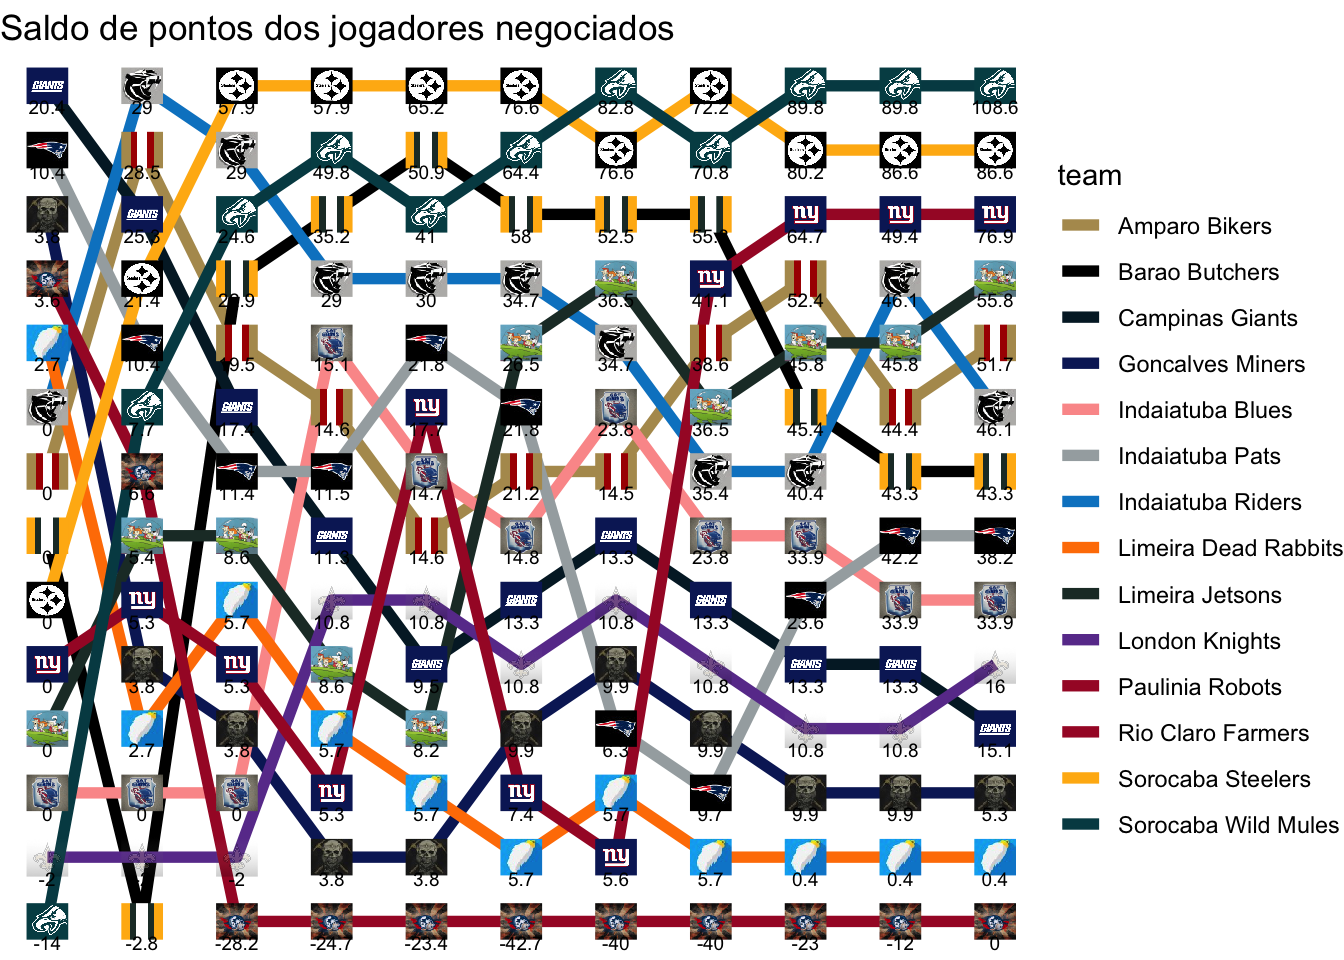 Saldo de pontos dos jogadores negociados
20.4 29 57.9 57.9 65.2 76.6 82.8 72.2 89.8 89.8 108.6
10.4 28.5 29 49.8 50.9 64.4 76.6 70.8 80.2 86.6 86.6
3.8 25.8 24.6 35.2 41 58 52.5 64.7 49.4 76.9
3.6 21.4 29 30 34.7 36.5 41.1 52.4 46.1 55.8
2.7 10.4 19.5 15.1 21.8 26.5 34.7 38.6 45.8 45.8 51.7
0 7.7 17.4 14.6 17.7 21.8 23.8 36.5 45.4 44.4 46.1
0 6.6 11.4 11.5 14.7 21.2 14.5 35.4 40.4 43.3 43.3
0 5.4 8.6 11.3 14.6 14.8 13.3 23.8 33.9 42.2 38.2
0 5.3 5.7 10.8 10.8 13.3 10.8 13.3 23.6 33.9 33.9
0 3.8 5.3 8.6 9.5 10.8 9.9 10.8 13.3 13.3 16
0 2.7 3.8 5.7 8.2 9.9 6.3 9.9 10.8 10.8 15.1
0 0 0 5.3 5.7 7.4 5.7 9.7 9.9 9.9 5.3
-2 -2 3.8 3.8 5.7 5.6 5.7 0.4 0.4 0.4
-14 -2.8 -28.2 -24.7 -23.4 -42.7 -40 -40 -23 -12 0
team
Amparo Bikers
Barao Butchers
Campinas Giants
Goncalves Miners
Indaiatuba Blues
Indaiatuba Pats
Indaiatuba Riders
Limeira Dead Rabbits
Limeira Jetsons
London Knights
Paulinia Robots
Rio Claro Farmers
Sorocaba Steelers
Sorocaba Wild Mules